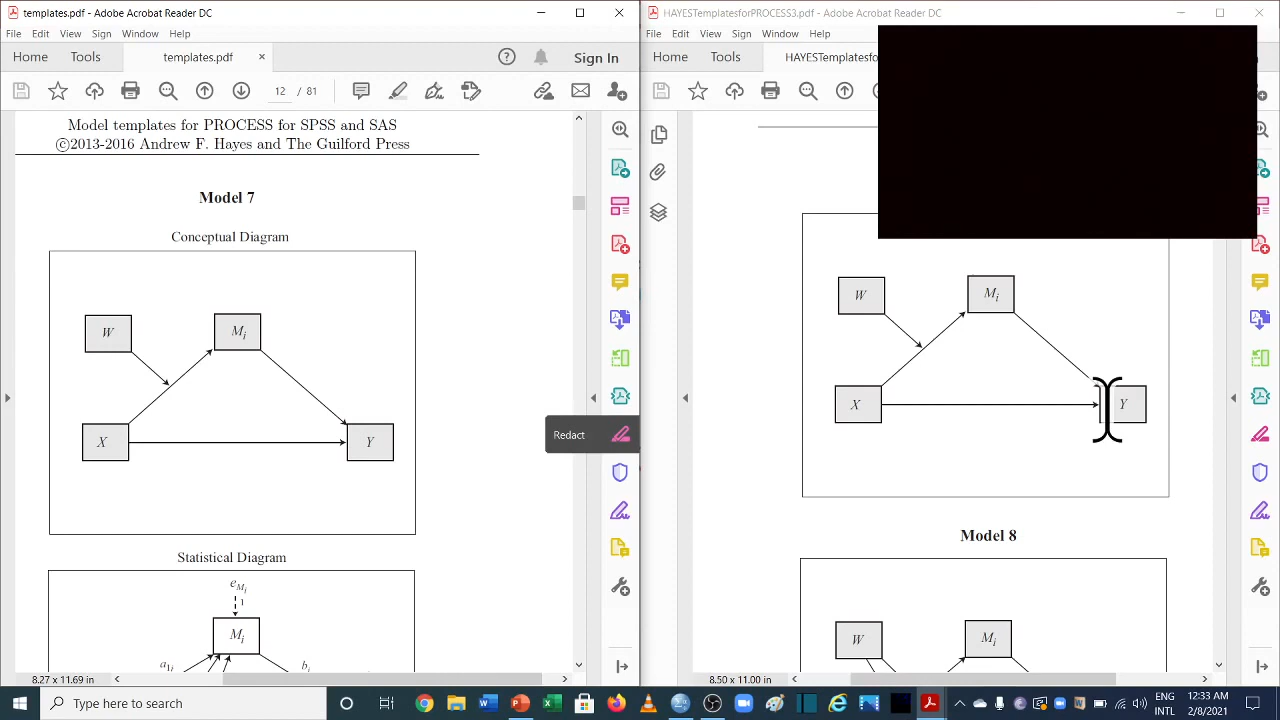 templates.pdf - Adobe Acrobat Reader DC
File Edit View Sign Window Help
Home Tools templates.pdf × Sign In
12 / 81
Model templates for PROCESS for SPSS and SAS
©2013-2016 Andrew F. Hayes and The Guilford Press
Model 7
Conceptual Diagram
W Mi
X Y
Statistical Diagram
eMi
1
Mi
a1i bi
Redact
8.27 x 11.69 in
HAYESTemplatesforPROCESS3.pdf - Adobe Acrobat Reader DC
File Edit View Sign Window Help
Home Tools HAYESTemplatesfo
W Mi
X Y
Model 8
W Mi
8.50 x 11.00 in
Type here to search
ENG
INTL
12:33 AM
2/8/2021